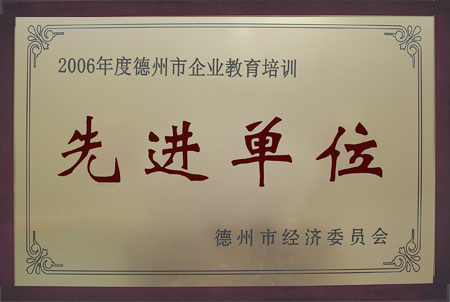 2006年度德州市企业教育培训
先进单位
德州市经济委员会